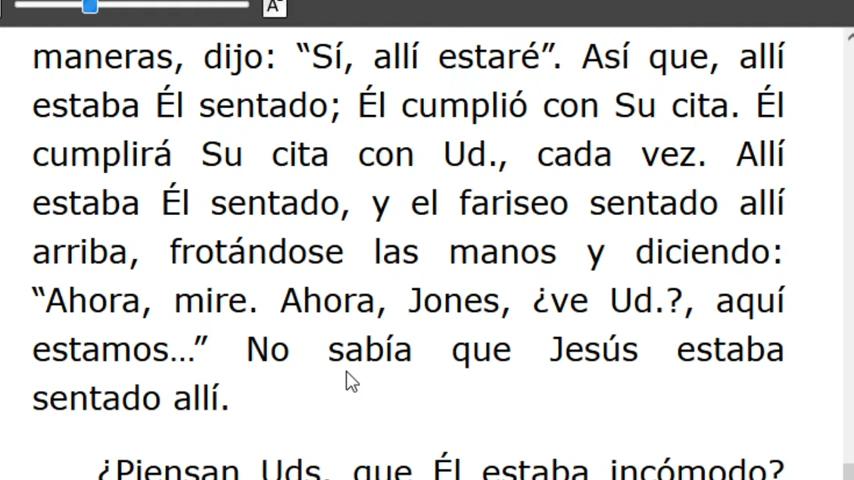 A
maneras, dijo: “Sí, allí estaré”. Así que, allí
estaba Él sentado; Él cumplió con Su cita. Él
cumplirá Su cita con Ud., cada vez. Allí
estaba Él sentado, y el fariseo sentado allí
arriba, frotándose las manos y diciendo:
“Ahora, mire. Ahora, Jones, ¿ve Ud.?, aquí
estamos…” No sabía que Jesús estaba
sentado allí.
¿Piensan Uds. que Él estaba incómodo?